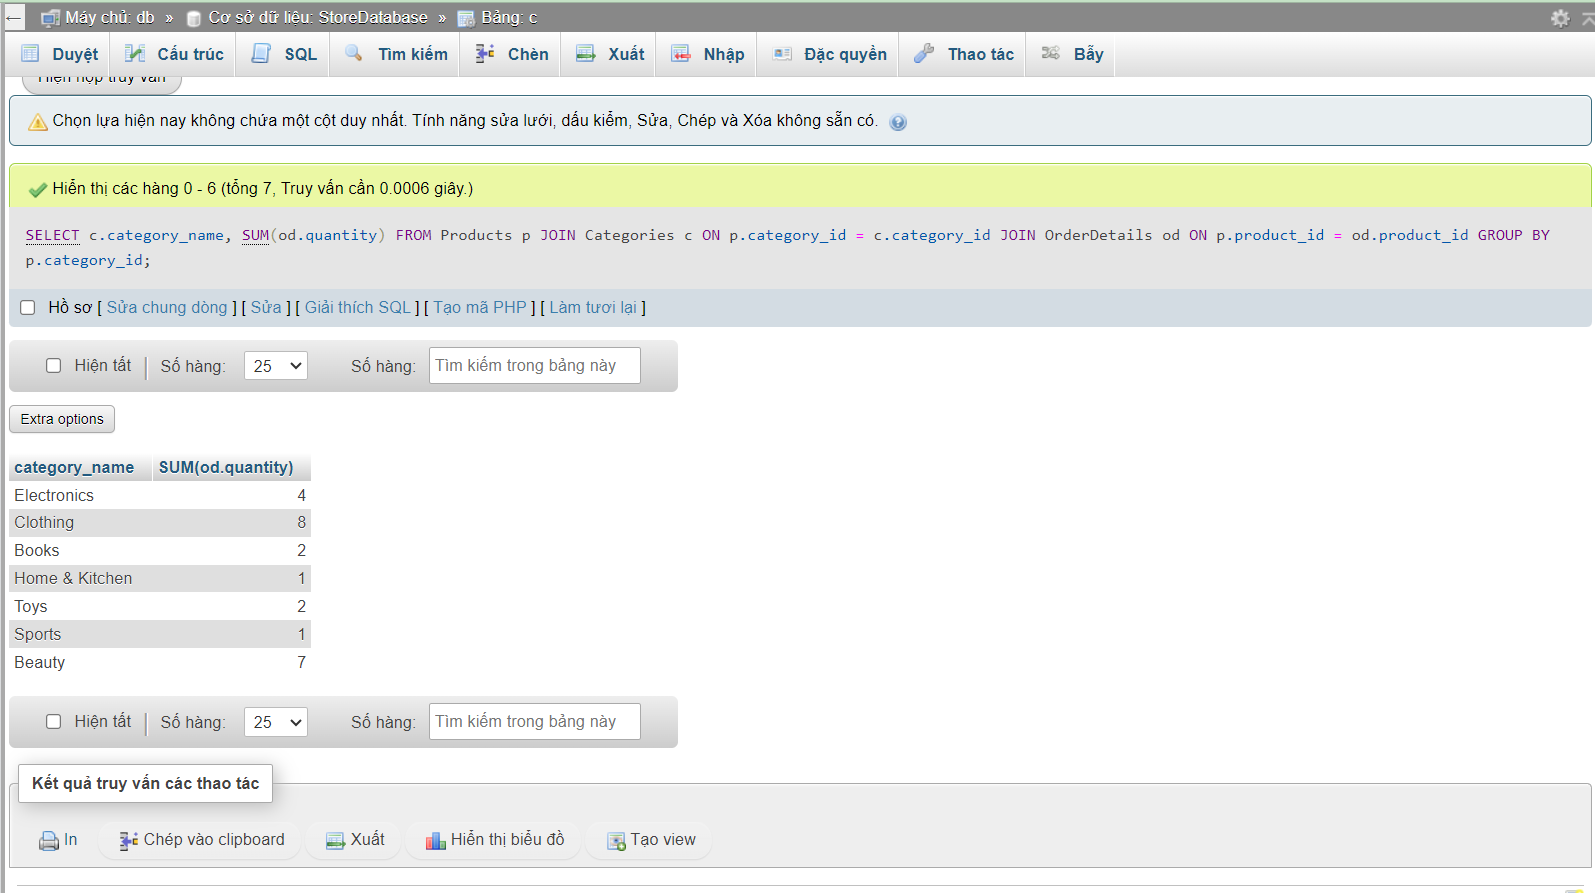 Máy chủ: db » Cơ sở dữ liệu: StoreDatabase » Bảng: c
Duyệt Cấu trúc SQL Tìm kiếm Chèn Xuất Nhập Đặc quyền Thao tác Bẫy
Hiện hộp truy vấn
Chọn lựa hiện nay không chứa một cột duy nhất. Tính năng sửa lưới, dấu kiểm, Sửa, Chép và Xóa không sẵn có.
Hiển thị các hàng 0 - 6 (tổng 7, Truy vấn cần 0.0006 giây.)
SELECT c.category_name, SUM(od.quantity) FROM Products p JOIN Categories c ON p.category_id = c.category_id JOIN OrderDetails od ON p.product_id = od.product_id GROUP BY
p.category_id;
Hồ sơ [ Sửa chung dòng ] [ Sửa ] [ Giải thích SQL ] [ Tạo mã PHP ] [ Làm tươi lại ]
Hiện tất Số hàng: 25 Số hàng: Tìm kiếm trong bảng này
Extra options
category_name SUM(od.quantity)
Electronics 4
Clothing 8
Books 2
Home & Kitchen 1
Toys 2
Sports 1
Beauty 7
Hiện tất Số hàng: 25 Số hàng: Tìm kiếm trong bảng này
Kết quả truy vấn các thao tác
In Chép vào clipboard Xuất Hiển thị biểu đồ Tạo view